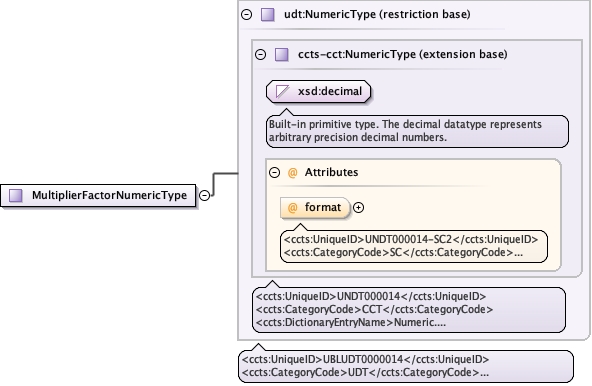 udt:NumericType (restriction base)
ccts-cct:NumericType (extension base)
xsd:decimal
Built-in primitive type. The decimal datatype represents
arbitrary precision decimal numbers.
@ Attributes
MultiplierFactorNumericType
@ format
<ccts:UniqueID>UNDT000014-SC2</ccts:UniqueID>
<ccts:CategoryCode>SC</ccts:CategoryCode>...
<ccts:UniqueID>UNDT000014</ccts:UniqueID>
<ccts:CategoryCode>CCT</ccts:CategoryCode>
<ccts:DictionaryEntryName>Numeric....
<ccts:UniqueID>UBLUDT0000014</ccts:UniqueID>
<ccts:CategoryCode>UDT</ccts:CategoryCode>...